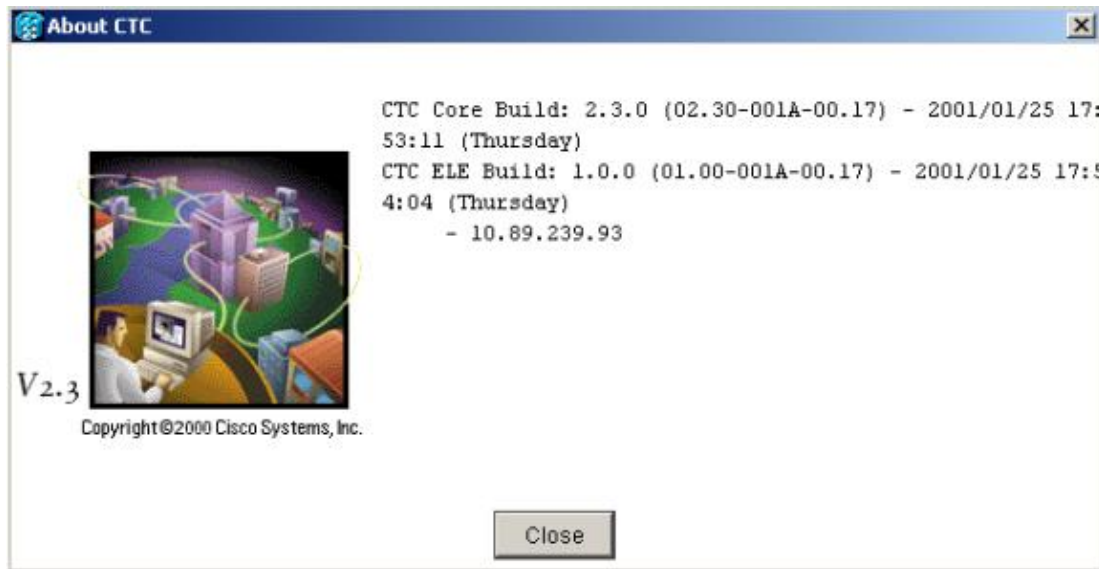 About CTC
CTC Core Build: 2.3.0 (02.30-001A-00.17) - 2001/01/25 17:
53:11 (Thursday)
CTC ELE Build: 1.0.0 (01.00-001A-00.17) - 2001/01/25 17:5
4:04 (Thursday)
- 10.89.239.93
V2.3
Copyright©2000 Cisco Systems, Inc.
Close